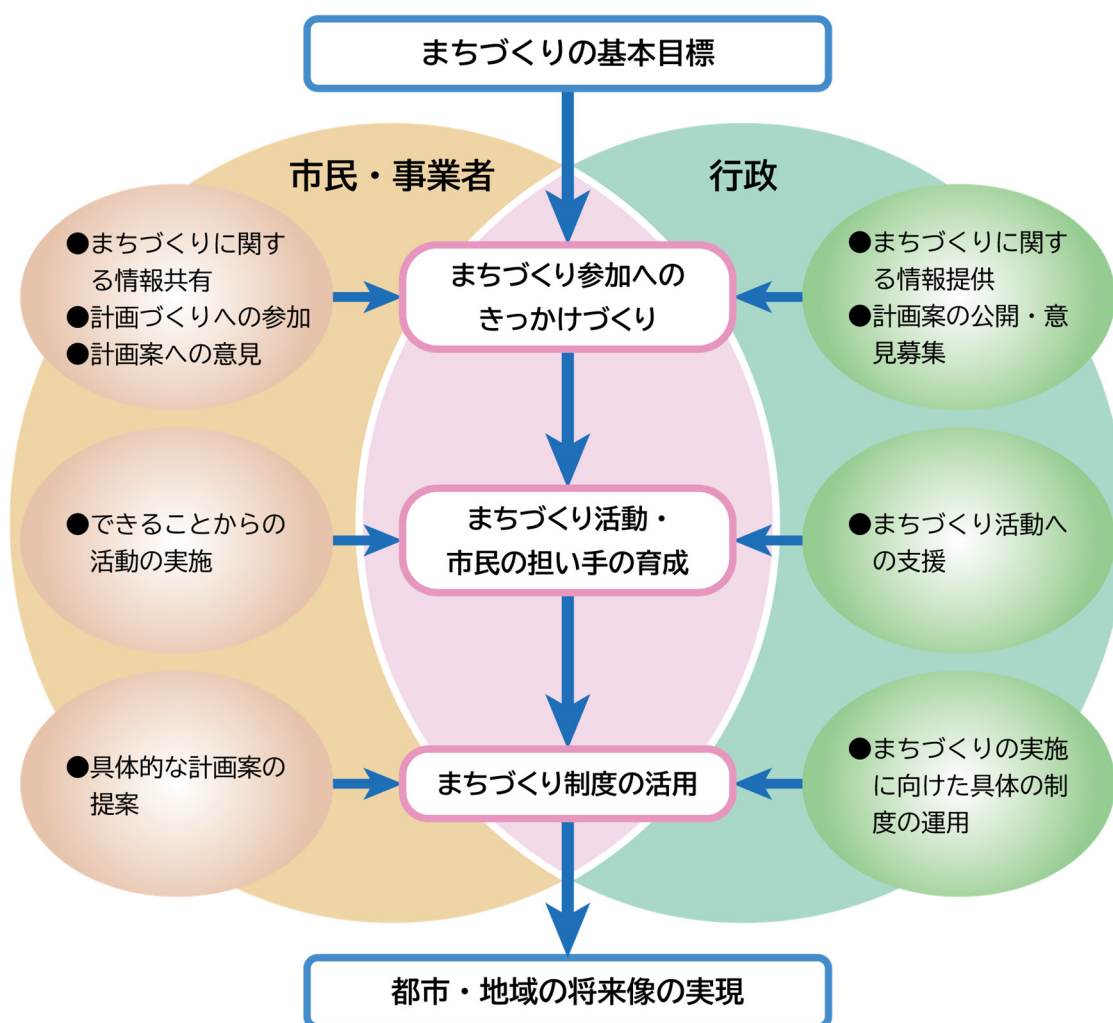 まちづくりの基本目標
市民・事業者
行政
●まちづくりに関す
る情報共有
●計画づくりへの参加
●計画案への意見
まちづくり参加への
きっかけづくり
●まちづくりに関す
る情報提供
●計画案の公開・意
見募集
●できることからの
活動の実施
まちづくり活動・
市民の担い手の育成
●まちづくり活動へ
の支援
●具体的な計画案の
提案
まちづくり制度の活用
●まちづくりの実施
に向けた具体の制
度の運用
都市・地域の将来像の実現